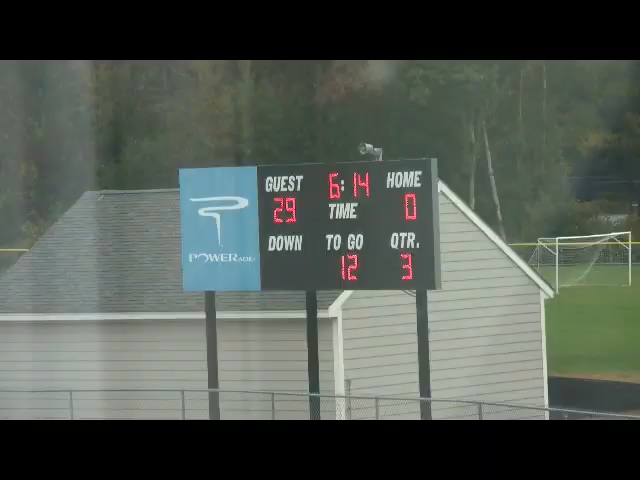 GUEST 6:14 HOME
29 TIME 0
DOWN TO GO QTR.
12 3
POWERADE